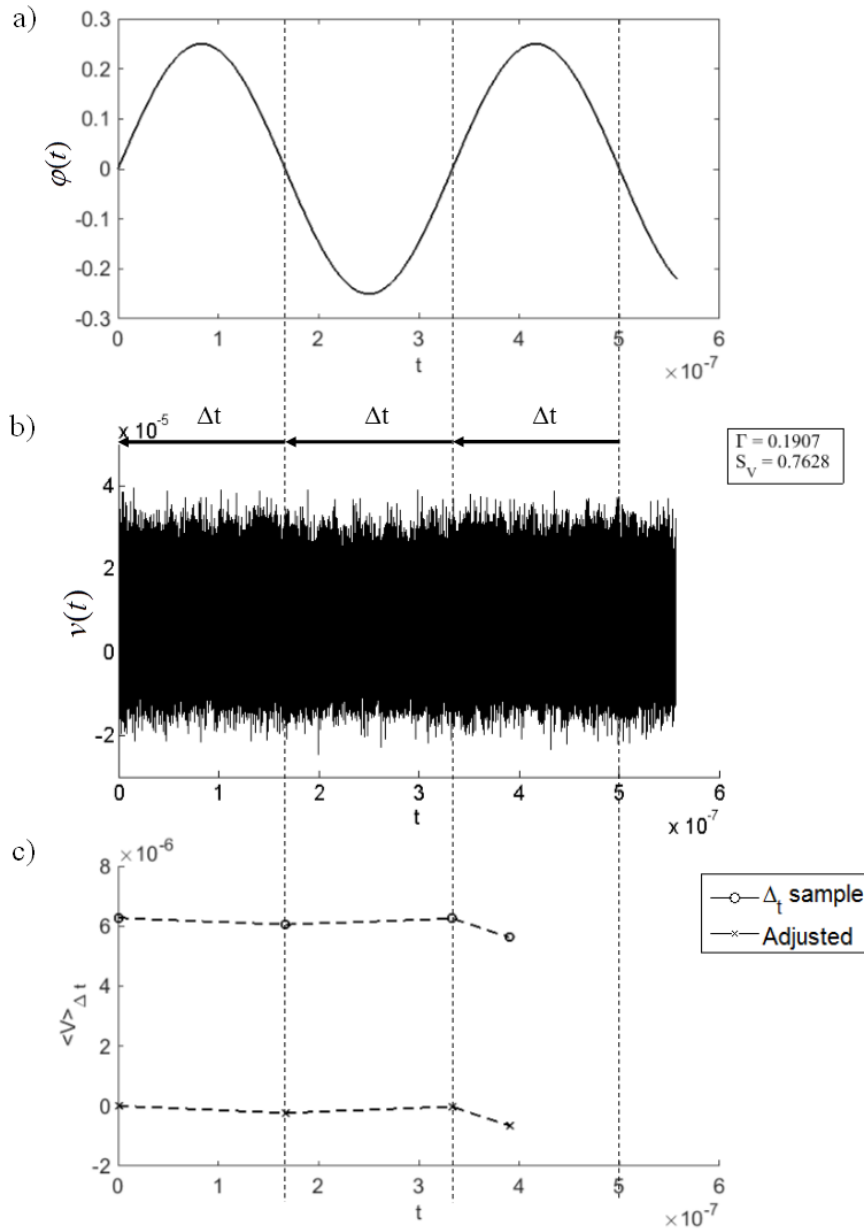 a)
0.3
0.2
0.1
0
-0.1
-0.2
-0.3
φ(t)
0 1 2 3 4 5 6
t
×10⁻⁷
b)
x 10⁻⁵
Δt Δt Δt
Γ = 0.1907
S_V = 0.7628
4
2
0
-2
v(t)
0 1 2 3 4 5 6
t
x 10⁻⁷
c)
×10⁻⁶
8
6
4
2
0
-2
<V>_Δt
Δ_t sample
Adjusted
0 1 2 3 4 5 6
t
×10⁻⁷